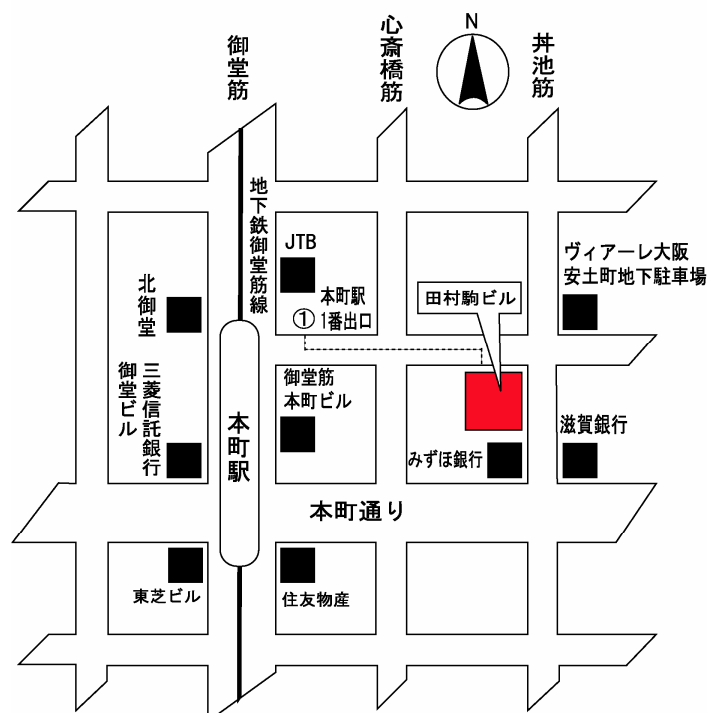 N
御堂筋
心斎橋筋
丼池筋
地下鉄御堂筋線
JTB
ヴィアーレ大阪
安土町地下駐車場
北御堂
本町駅
① 1番出口
田村駒ビル
三菱信託銀行
御堂ビル
御堂筋
本町ビル
本町駅
みずほ銀行
滋賀銀行
本町通り
東芝ビル
住友物産